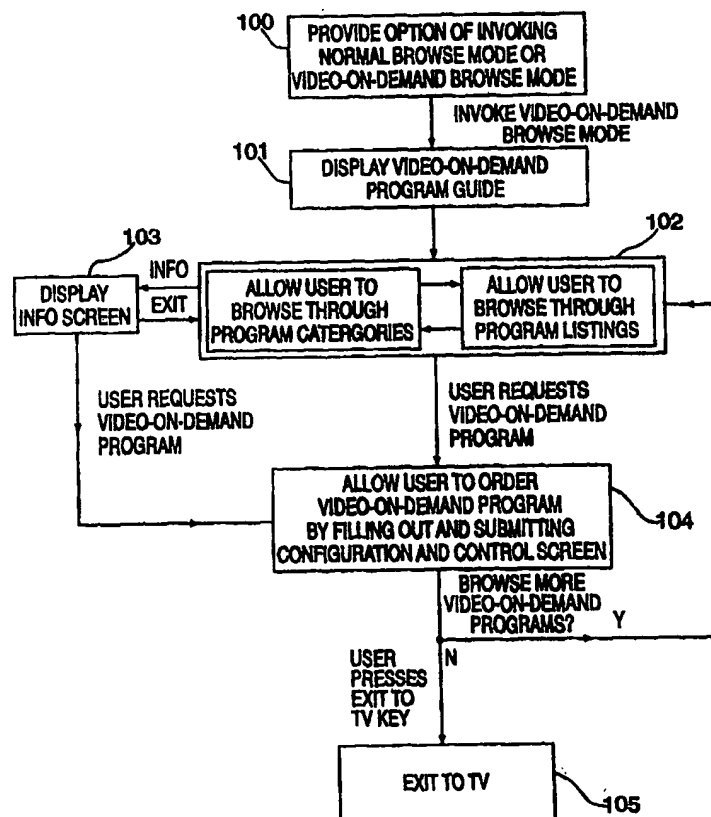 100
PROVIDE OPTION OF INVOKING
NORMAL BROWSE MODE OR
VIDEO-ON-DEMAND BROWSE MODE
INVOKE VIDEO-ON-DEMAND
BROWSE MODE
101
DISPLAY VIDEO-ON-DEMAND
PROGRAM GUIDE
102
103
DISPLAY
INFO SCREEN
INFO
EXIT
ALLOW USER TO
BROWSE THROUGH
PROGRAM CATERGORIES
ALLOW USER TO
BROWSE THROUGH
PROGRAM LISTINGS
USER REQUESTS
VIDEO-ON-DEMAND
PROGRAM
USER REQUESTS
VIDEO-ON-DEMAND
PROGRAM
ALLOW USER TO ORDER
VIDEO-ON-DEMAND PROGRAM
BY FILLING OUT AND SUBMITTING
CONFIGURATION AND CONTROL SCREEN
104
BROWSE MORE
VIDEO-ON-DEMAND
PROGRAMS?
Y
N
USER
PRESSES
EXIT TO
TV KEY
EXIT TO TV
105